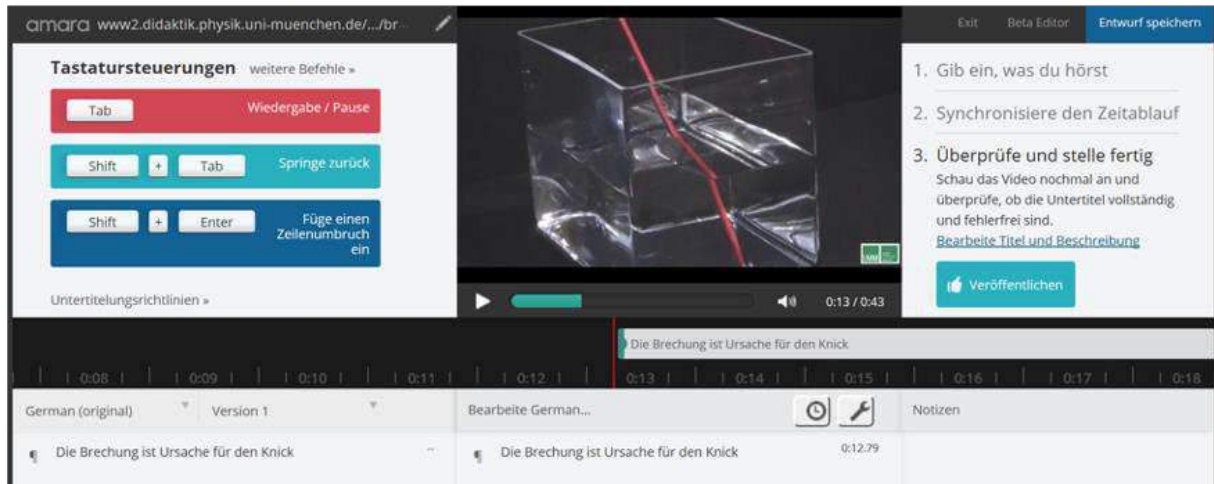 amara www2.didaktik.physik.uni-muenchen.de/.../br
Exit Beta Editor Entwurf speichern
Tastatursteuerungen weitere Befehle »
Tab Wiedergabe / Pause
Shift + Tab Springe zurück
Shift + Enter Füge einen
Zeilenumbruch
ein
Untertitelungsrichtlinien »
0:13 / 0:43
1. Gib ein, was du hörst
2. Synchronisiere den Zeitablauf
3. Überprüfe und stelle fertig
Schau das Video nochmal an und
überprüfe, ob die Untertitel vollständig
und fehlerfrei sind.
Bearbeite Titel und Beschreibung
Veröffentlichen
Die Brechung ist Ursache für den Knick
0:08 0:09 0:10 0:11 0:12 0:13 0:14 0:15 0:16 0:17 0:18
German (original) Version 1 Bearbeite German... Notizen
¶ Die Brechung ist Ursache für den Knick -- ¶ Die Brechung ist Ursache für den Knick 0:12.79